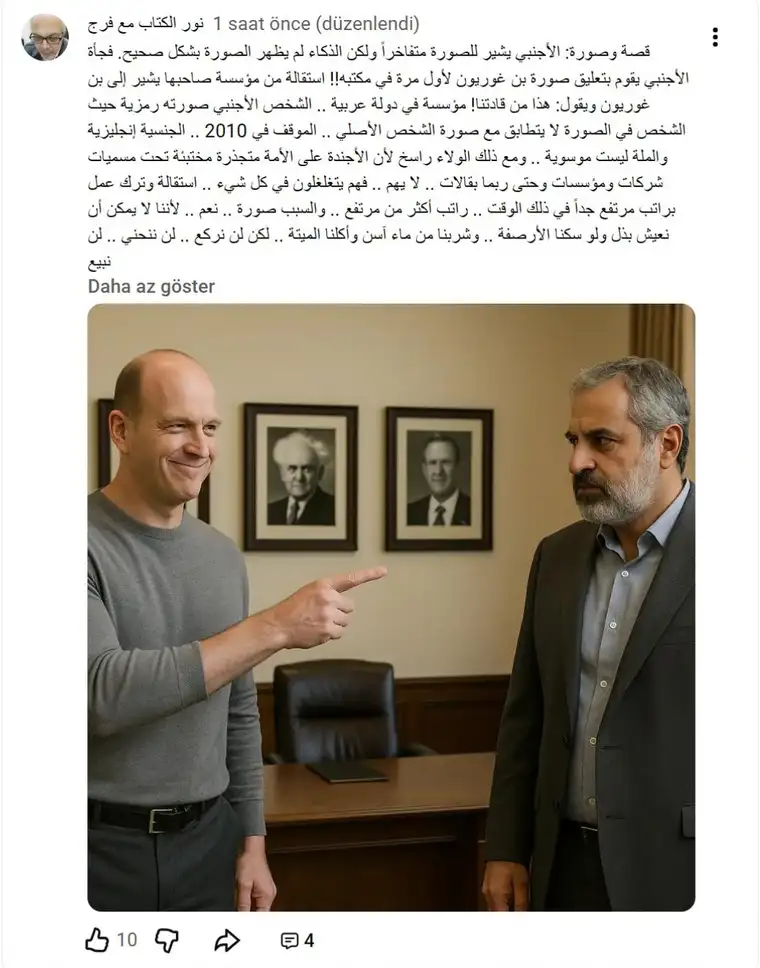 نور الكتاب مع فرج 1 saat önce (düzenlendi)
قصة وصورة: الأجنبي يشير للصورة متفاخراً ولكن الذكاء لم يظهر الصورة بشكل صحيح. فجأة
الأجنبي يقوم بتعليق صورة بن غوريون لأول مرة في مكتبه!! استقالة من مؤسسة صاحبها يشير إلى بن
غوريون ويقول: هذا من قادتنا! مؤسسة في دولة عربية .. الشخص الأجنبي صورته رمزية حيث
الشخص في الصورة لا يتطابق مع صورة الشخص الأصلي .. الموقف في 2010 .. الجنسية إنجليزية
والملة ليست موسوية .. ومع ذلك الولاء راسخ لأن الأجندة على الأمة متجذرة مختبئة تحت مسميات
شركات ومؤسسات وحتى ربما بقالات .. لا يهم .. فهم يتغلغلون في كل شيء .. استقالة وترك عمل
براتب مرتفع جداً في ذلك الوقت .. راتب أكثر من مرتفع .. والسبب صورة .. نعم .. لأننا لا يمكن أن
نعيش بذل ولو سكنا الأرصفة .. وشربنا من ماء آسن وأكلنا الميتة .. لكن لن نركع .. لن ننحني .. لن
نبيع
Daha az göster
10
4